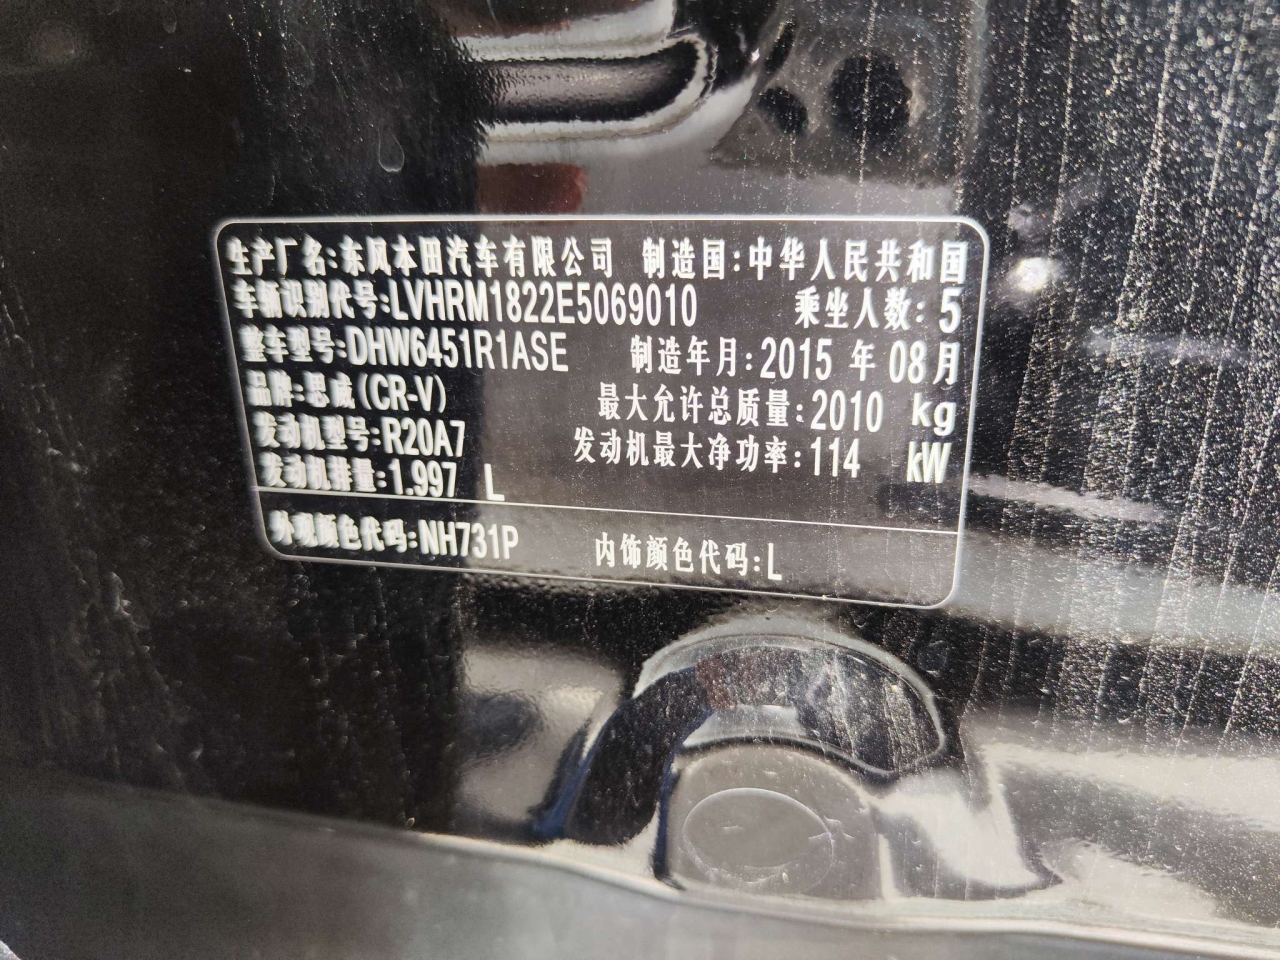 生产厂名:东风本田汽车有限公司 制造国:中华人民共和国
车辆识别代号:LVHRM1822E5069010 乘坐人数:5
整车型号:DHW6451R1ASE 制造年月:2015 年 08 月
品牌:思威(CR-V) 最大允许总质量:2010 kg
发动机型号:R20A7 发动机最大净功率:114 kW
发动机排量:1.997 L
外观颜色代码:NH731P 内饰颜色代码:L